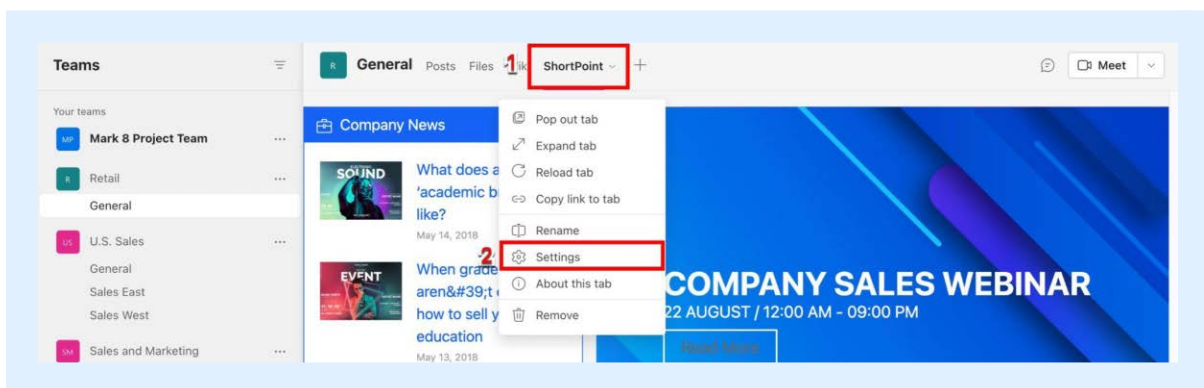 Teams
Your teams
MP Mark 8 Project Team
R Retail
General
US U.S. Sales
General
Sales East
Sales West
SM Sales and Marketing
R General Posts Files 1 ShortPoint
Meet
Company News
SOUND
What does a
'academic b
like?
May 14, 2018
EVENT
When grade
aren&#39;t
how to sell y
education
May 13, 2018
Pop out tab
Expand tab
Reload tab
Copy link to tab
Rename
2 Settings
About this tab
Remove
COMPANY SALES WEBINAR
22 AUGUST / 12:00 AM - 09:00 PM
Read More